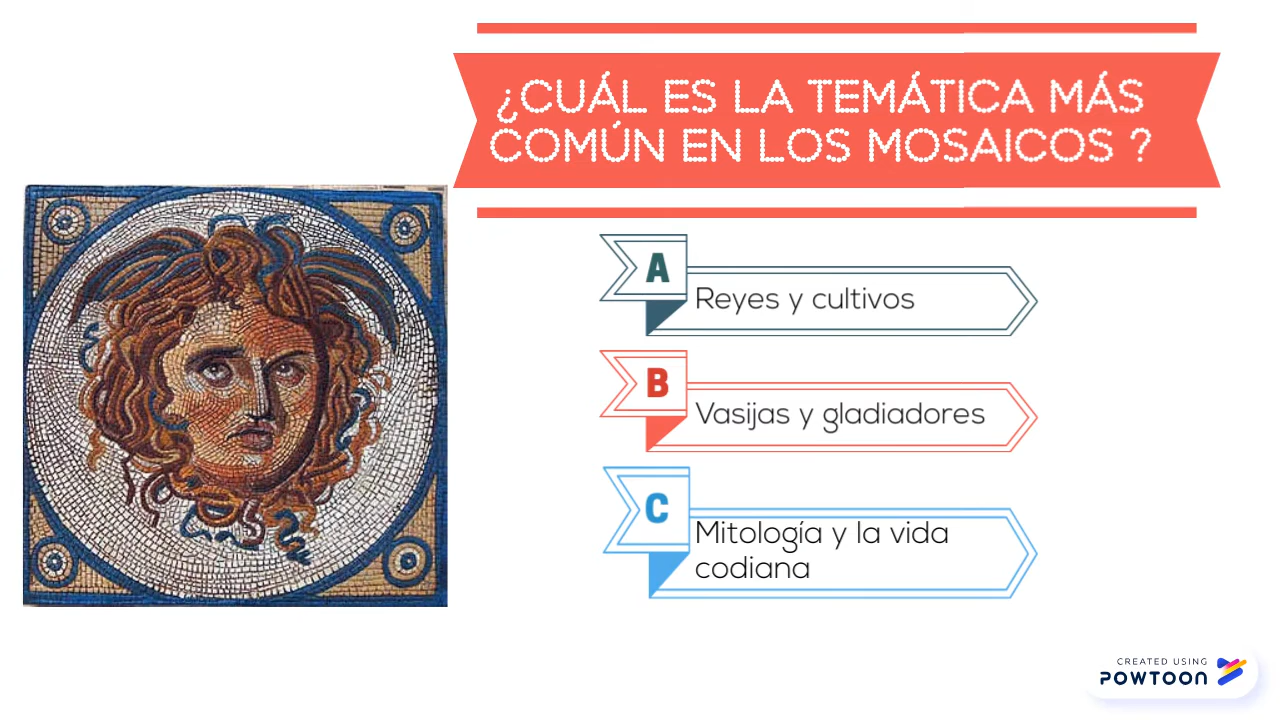 ¿CUÁL ES LA TEMÁTICA MÁS
COMÚN EN LOS MOSAICOS ?
A
Reyes y cultivos
B
Vasijas y gladiadores
C
Mitología y la vida
codiana
CREATED USING
POWTOON